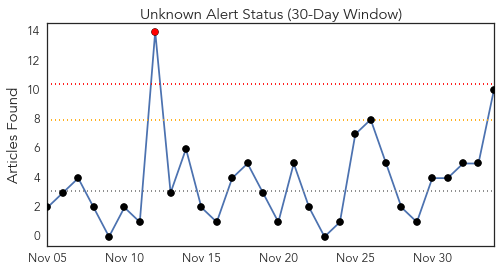 Unknown Alert Status (30-Day Window)
Articles Found
14
12
10
8
6
4
2
0
Nov 05
Nov 10
Nov 15
Nov 20
Nov 25
Nov 30